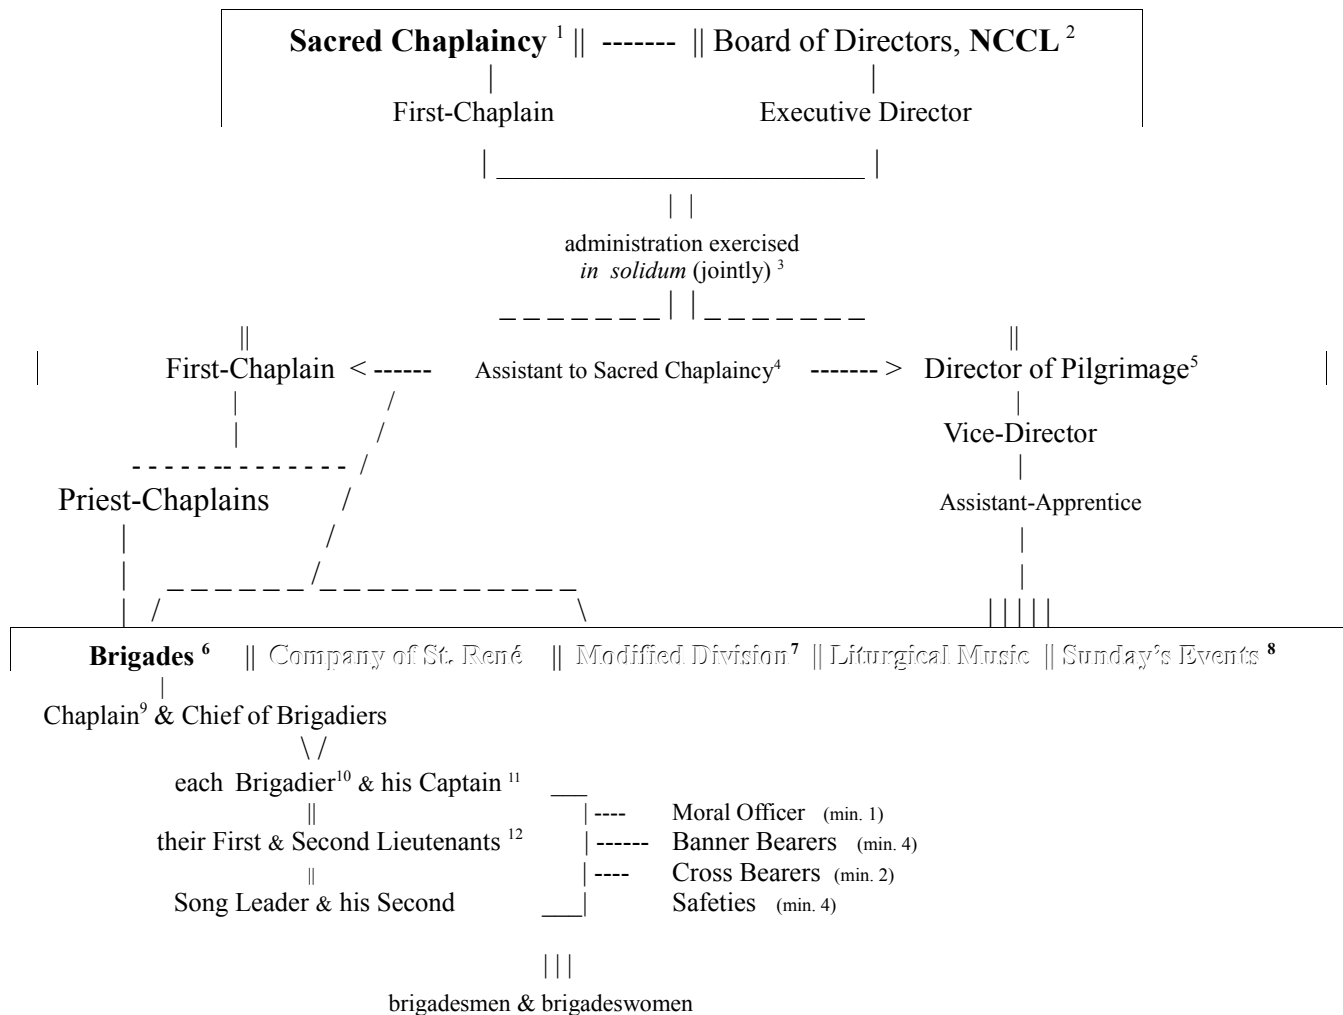 Sacred Chaplaincy 1 || ------- || Board of Directors, NCCL 2
First-Chaplain Executive Director
administration exercised
in solidum (jointly) 3
First-Chaplain < ------ Assistant to Sacred Chaplaincy4 ------- > Director of Pilgrimage5
Vice-Director
Priest-Chaplains Assistant-Apprentice
Brigades 6 || Company of St. René || Modified Division7 || Liturgical Music || Sunday's Events 8
Chaplain9 & Chief of Brigadiers
each Brigadier10 & his Captain 11
Moral Officer (min. 1)
their First & Second Lieutenants 12 Banner Bearers (min. 4)
Cross Bearers (min. 2)
Song Leader & his Second Safeties (min. 4)
brigadesmen & brigadeswomen